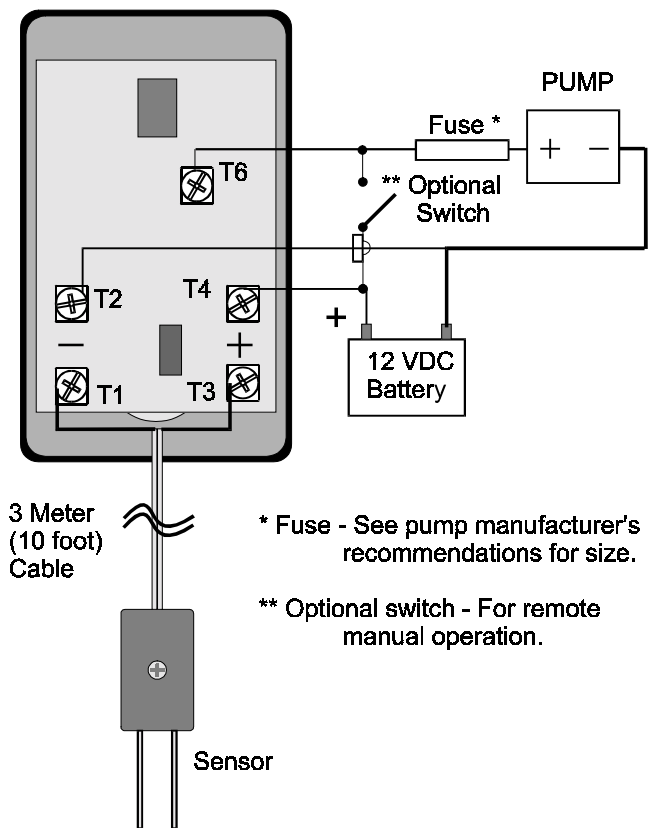 PUMP
Fuse *
+ −
T6
** Optional
Switch
T2
T4
− +
+
T1
T3
12 VDC
Battery
3 Meter
(10 foot)
Cable
* Fuse - See pump manufacturer's
recommendations for size.
** Optional switch - For remote
manual operation.
Sensor